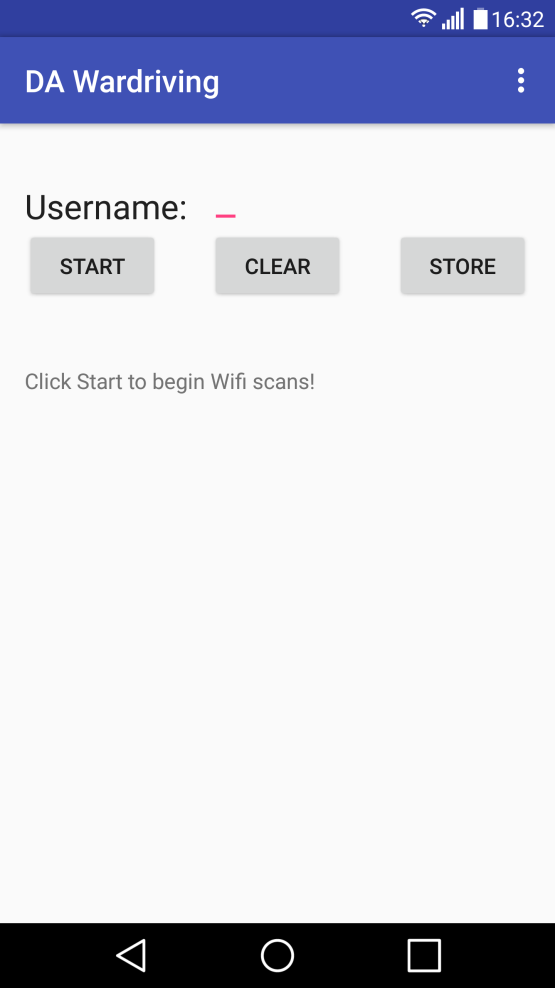 16:32
DA Wardriving
Username:
START CLEAR STORE
Click Start to begin Wifi scans!